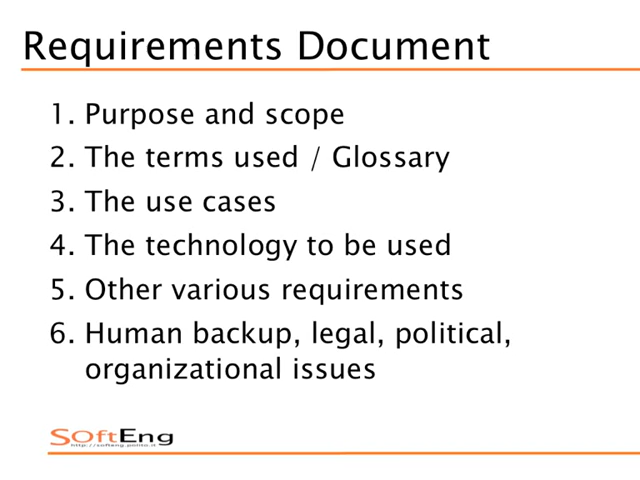 Requirements Document
1. Purpose and scope
2. The terms used / Glossary
3. The use cases
4. The technology to be used
5. Other various requirements
6. Human backup, legal, political,
organizational issues
SOftEng
http://softeng.polito.it